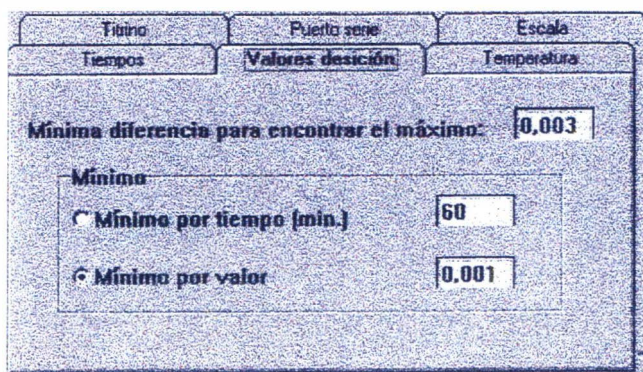 Titrino Puerto serie Escala
Tiempos Valores desición Temperatura
Mínima diferencia para encontrar el máximo: 0,003
Mínimo
Mínimo por tiempo (min.) 60
Mínimo por valor 0,001